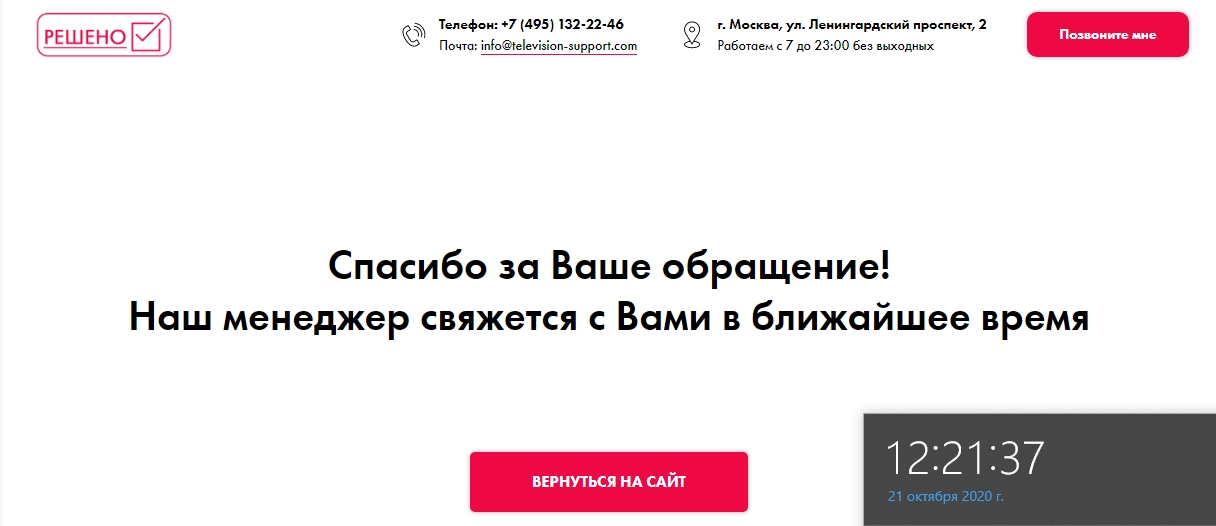 РЕШЕНО
Телефон: +7 (495) 132-22-46
Почта: info@television-support.com
г. Москва, ул. Ленингардский проспект, 2
Работаем с 7 до 23:00 без выходных
Позвоните мне
Спасибо за Ваше обращение!
Наш менеджер свяжется с Вами в ближайшее время
ВЕРНУТЬСЯ НА САЙТ
12:21:37
21 октября 2020 г.